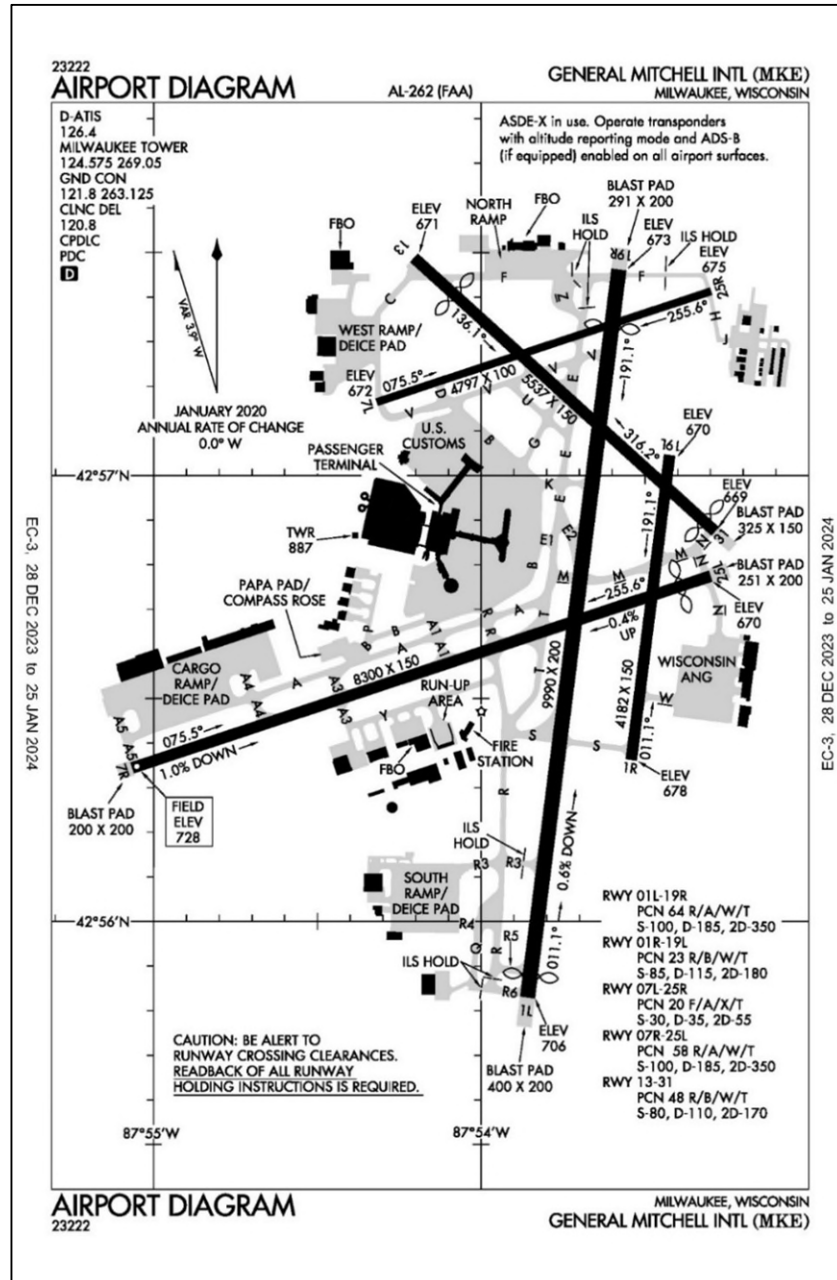 23222
AIRPORT DIAGRAM
AL-262 (FAA)
GENERAL MITCHELL INTL (MKE)
MILWAUKEE, WISCONSIN
D-ATIS
126.4
MILWAUKEE TOWER
124.575 269.05
GND CON
121.8 263.125
CLNC DEL
120.8
CPDLC
PDC
D
ASDE-X in use. Operate transponders
with altitude reporting mode and ADS-B
(if equipped) enabled on all airport surfaces.
VAR 3.9° W
JANUARY 2020
ANNUAL RATE OF CHANGE
0.0° W
FBO
ELEV
671
13
NORTH
RAMP
FBO
ILS
HOLD
BLAST PAD
291 X 200
19R
ELEV
673
ILS HOLD
ELEV
675
25R
F
F
C
Z
H
J
136.1°
255.6°
191.1°
WEST RAMP/
DEICE PAD
ELEV
672
7L
075.5°
4797 X 100
5537 X 150
V
D
V
U
E
V
V
B
G
E
K
E
316.2°
19L
ELEV
670
U.S.
CUSTOMS
PASSENGER
TERMINAL
42°57'N
TWR
887
E1
E2
B
M
M
M
N
N
N
191.1°
ELEV
669
31
BLAST PAD
325 X 150
25L
BLAST PAD
251 X 200
ELEV
670
255.6°
0.4%
UP
PAPA PAD/
COMPASS ROSE
P
B
B
A
A1
A1
R
R
A
T
T
8300 X 150
9990 X 200
4182 X 150
WISCONSIN
ANG
W
CARGO
RAMP/
DEICE PAD
A4
A4
A
A3
A3
Y
A5
A5
7R
075.5°
1.0% DOWN
RUN-UP
AREA
FIRE
STATION
FBO
S
S
R
011.1°
1R
ELEV
678
BLAST PAD
200 X 200
FIELD
ELEV
728
ILS
HOLD
R3
R3
0.6% DOWN
SOUTH
RAMP/
DEICE PAD
42°56'N
R4
Q
R
R5
R6
ILS HOLD
011.1°
1L
ELEV
706
BLAST PAD
400 X 200
RWY 01L-19R
PCN 64 R/A/W/T
S-100, D-185, 2D-350
RWY 01R-19L
PCN 23 R/B/W/T
S-85, D-115, 2D-180
RWY 07L-25R
PCN 20 F/A/X/T
S-30, D-35, 2D-55
RWY 07R-25L
PCN 58 R/A/W/T
S-100, D-185, 2D-350
RWY 13-31
PCN 48 R/B/W/T
S-80, D-110, 2D-170
CAUTION: BE ALERT TO
RUNWAY CROSSING CLEARANCES.
READBACK OF ALL RUNWAY
HOLDING INSTRUCTIONS IS REQUIRED.
87°55'W
87°54'W
EC-3, 28 DEC 2023 to 25 JAN 2024
EC-3, 28 DEC 2023 to 25 JAN 2024
AIRPORT DIAGRAM
23222
MILWAUKEE, WISCONSIN
GENERAL MITCHELL INTL (MKE)